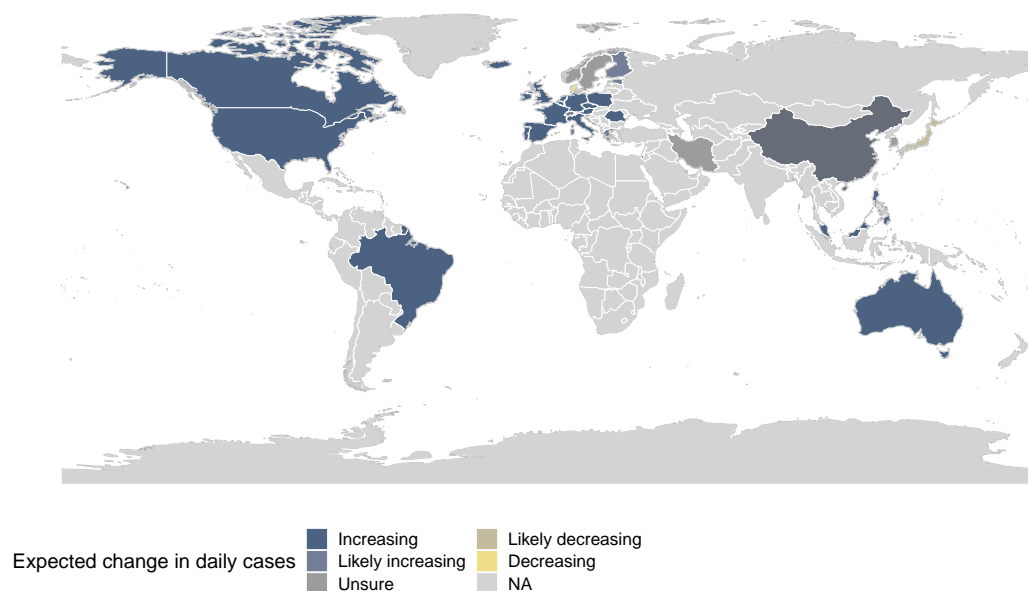 Expected change in daily cases
Increasing
Likely increasing
Unsure
Likely decreasing
Decreasing
NA